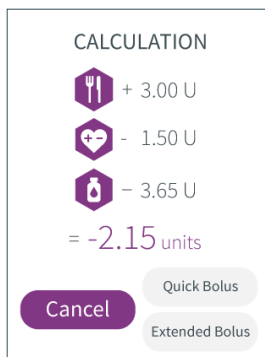 CALCULATION
+ 3.00 U
- 1.50 U
– 3.65 U
= -2.15 units
Quick Bolus
Cancel
Extended Bolus